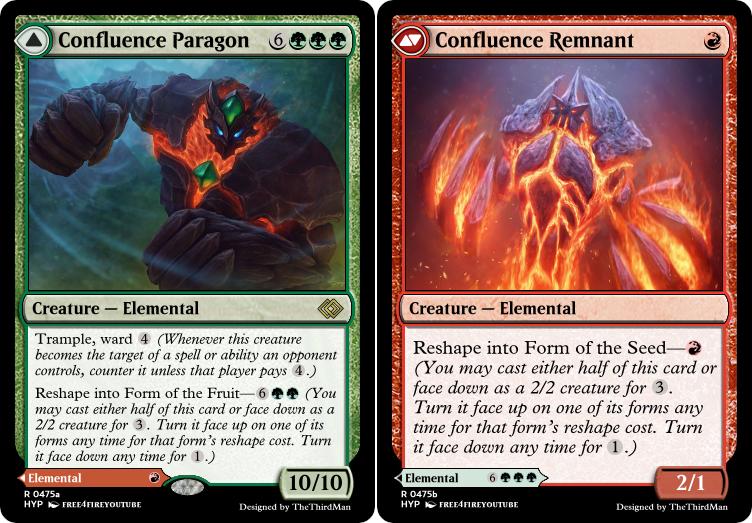 Confluence Paragon 6
Creature — Elemental
Trample, ward 4 (Whenever this creature
becomes the target of a spell or ability an opponent
controls, counter it unless that player pays 4.)
Reshape into Form of the Fruit—6 (You
may cast either half of this card or face down as a
2/2 creature for 3. Turn it face up on one of its
forms any time for that form's reshape cost. Turn
it face down any time for 1.)
Elemental
10/10
R 0475a
HYP FREE4FIREYOUTUBE
Designed by TheThirdMan
Confluence Remnant
Creature — Elemental
Reshape into Form of the Seed—
(You may cast either half of this card or
face down as a 2/2 creature for 3.
Turn it face up on one of its forms any
time for that form's reshape cost. Turn
it face down any time for 1.)
Elemental 6
2/1
R 0475b
HYP FREE4FIREYOUTUBE
Designed by TheThirdMan